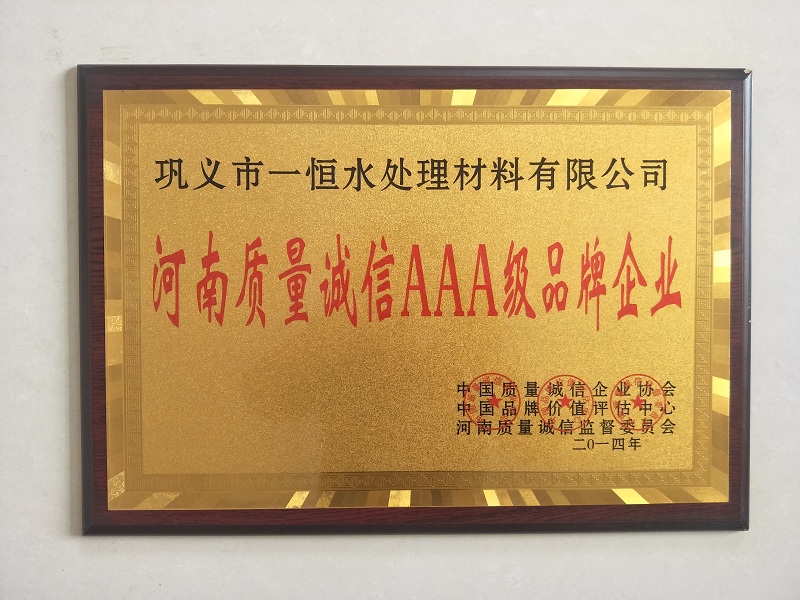 巩义市一恒水处理材料有限公司
河南质量诚信AAA级品牌企业
中国质量诚信企业协会
中国品牌价值评估中心
河南质量诚信监督委员会
二0一四年